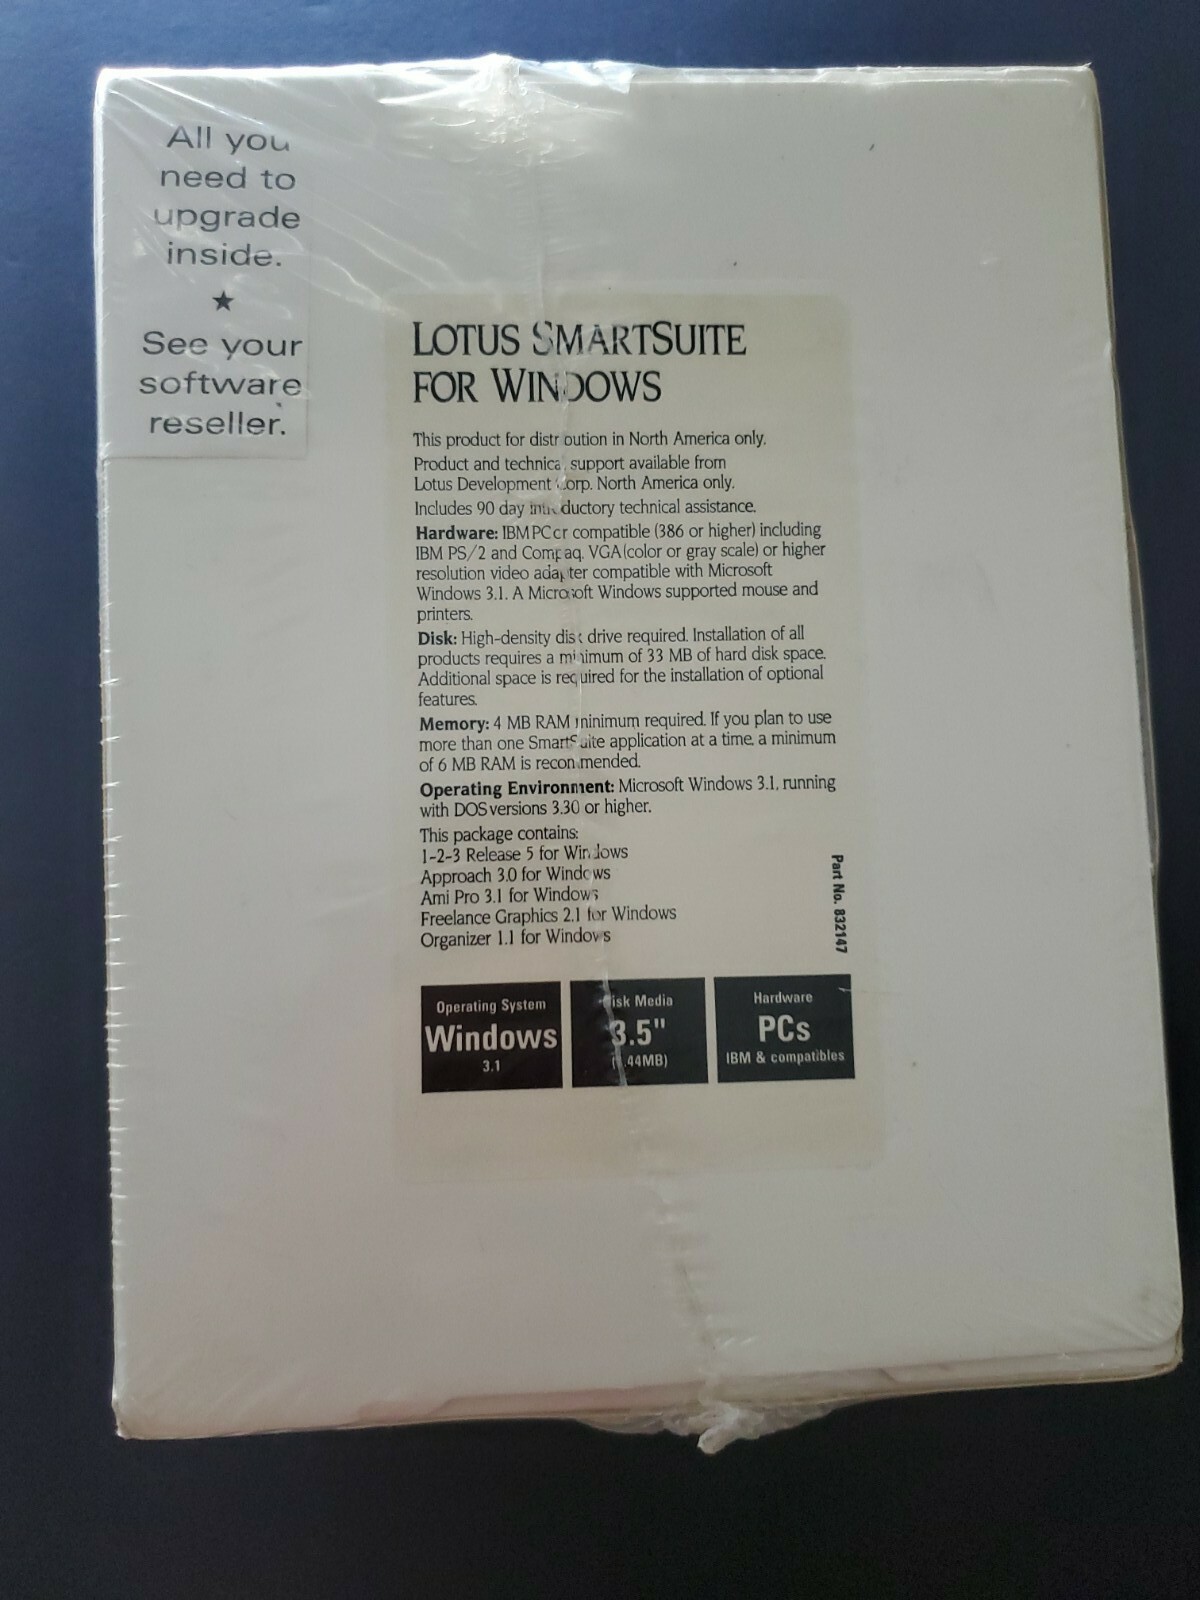 All you
need to
upgrade
inside.
★
See your
software
reseller.
LOTUS SMARTSUITE
FOR WINDOWS
This product for distribution in North America only.
Product and technical support available from
Lotus Development Corp. North America only.
Includes 90 day introductory technical assistance.
Hardware: IBM PC or compatible (386 or higher) including
IBM PS/2 and Compaq. VGA (color or gray scale) or higher
resolution video adapter compatible with Microsoft
Windows 3.1. A Microsoft Windows supported mouse and
printers.
Disk: High-density disk drive required. Installation of all
products requires a minimum of 33 MB of hard disk space.
Additional space is required for the installation of optional
features.
Memory: 4 MB RAM minimum required. If you plan to use
more than one SmartSuite application at a time, a minimum
of 6 MB RAM is recommended.
Operating Environment: Microsoft Windows 3.1, running
with DOS versions 3.30 or higher.
This package contains:
1-2-3 Release 5 for Windows
Approach 3.0 for Windows
Ami Pro 3.1 for Windows
Freelance Graphics 2.1 for Windows
Organizer 1.1 for Windows
Part No. 832147
Operating System
Windows
3.1
Disk Media
3.5"
(1.44MB)
Hardware
PCs
IBM & compatibles